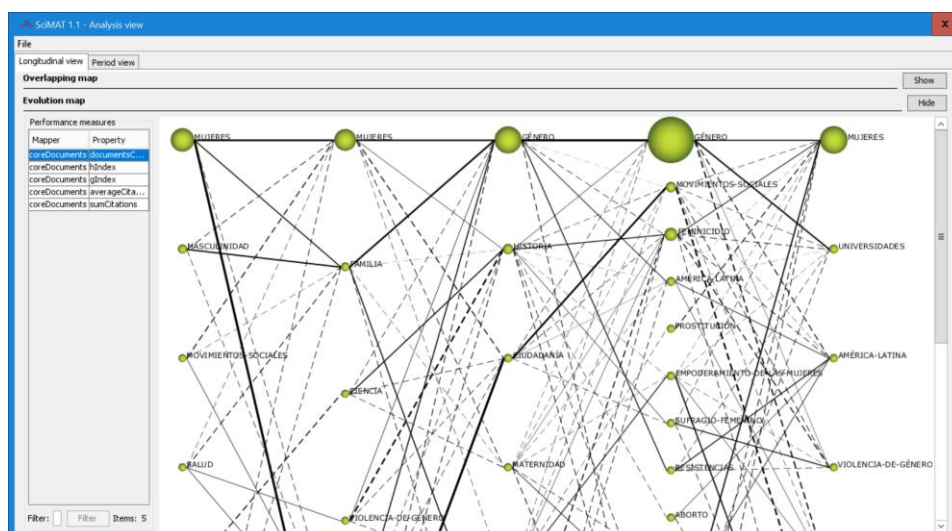 SciMAT 1.1 - Analysis view
x
File
Longitudinal view Period view
Overlapping map Show
Evolution map Hide
Performance measures
Mapper Property
coreDocuments documentsC...
coreDocuments hIndex
coreDocuments gIndex
coreDocuments averageCita...
coreDocuments sumCitations
MUJERES MUJERES GÉNERO GÉNERO MUJERES
MOVIMIENTOS-SOCIALES
FEMINICIDIO
MASCULINIDAD HISTORIA UNIVERSIDADES
FAMILIA
AMÉRICA-LATINA
PROSTITUCIÓN
MOVIMIENTOS-SOCIALES CIUDADANÍA AMÉRICA-LATINA
EMPODERAMIENTO-DE-LAS-MUJERES
CIENCIA
SUFRAGIO-FEMENINO
SALUD MATERNIDAD RESISTENCIAS VIOLENCIA-DE-GÉNERO
VIOLENCIA-DE-GÉNERO ABORTO
Filter: Filter Items: 5